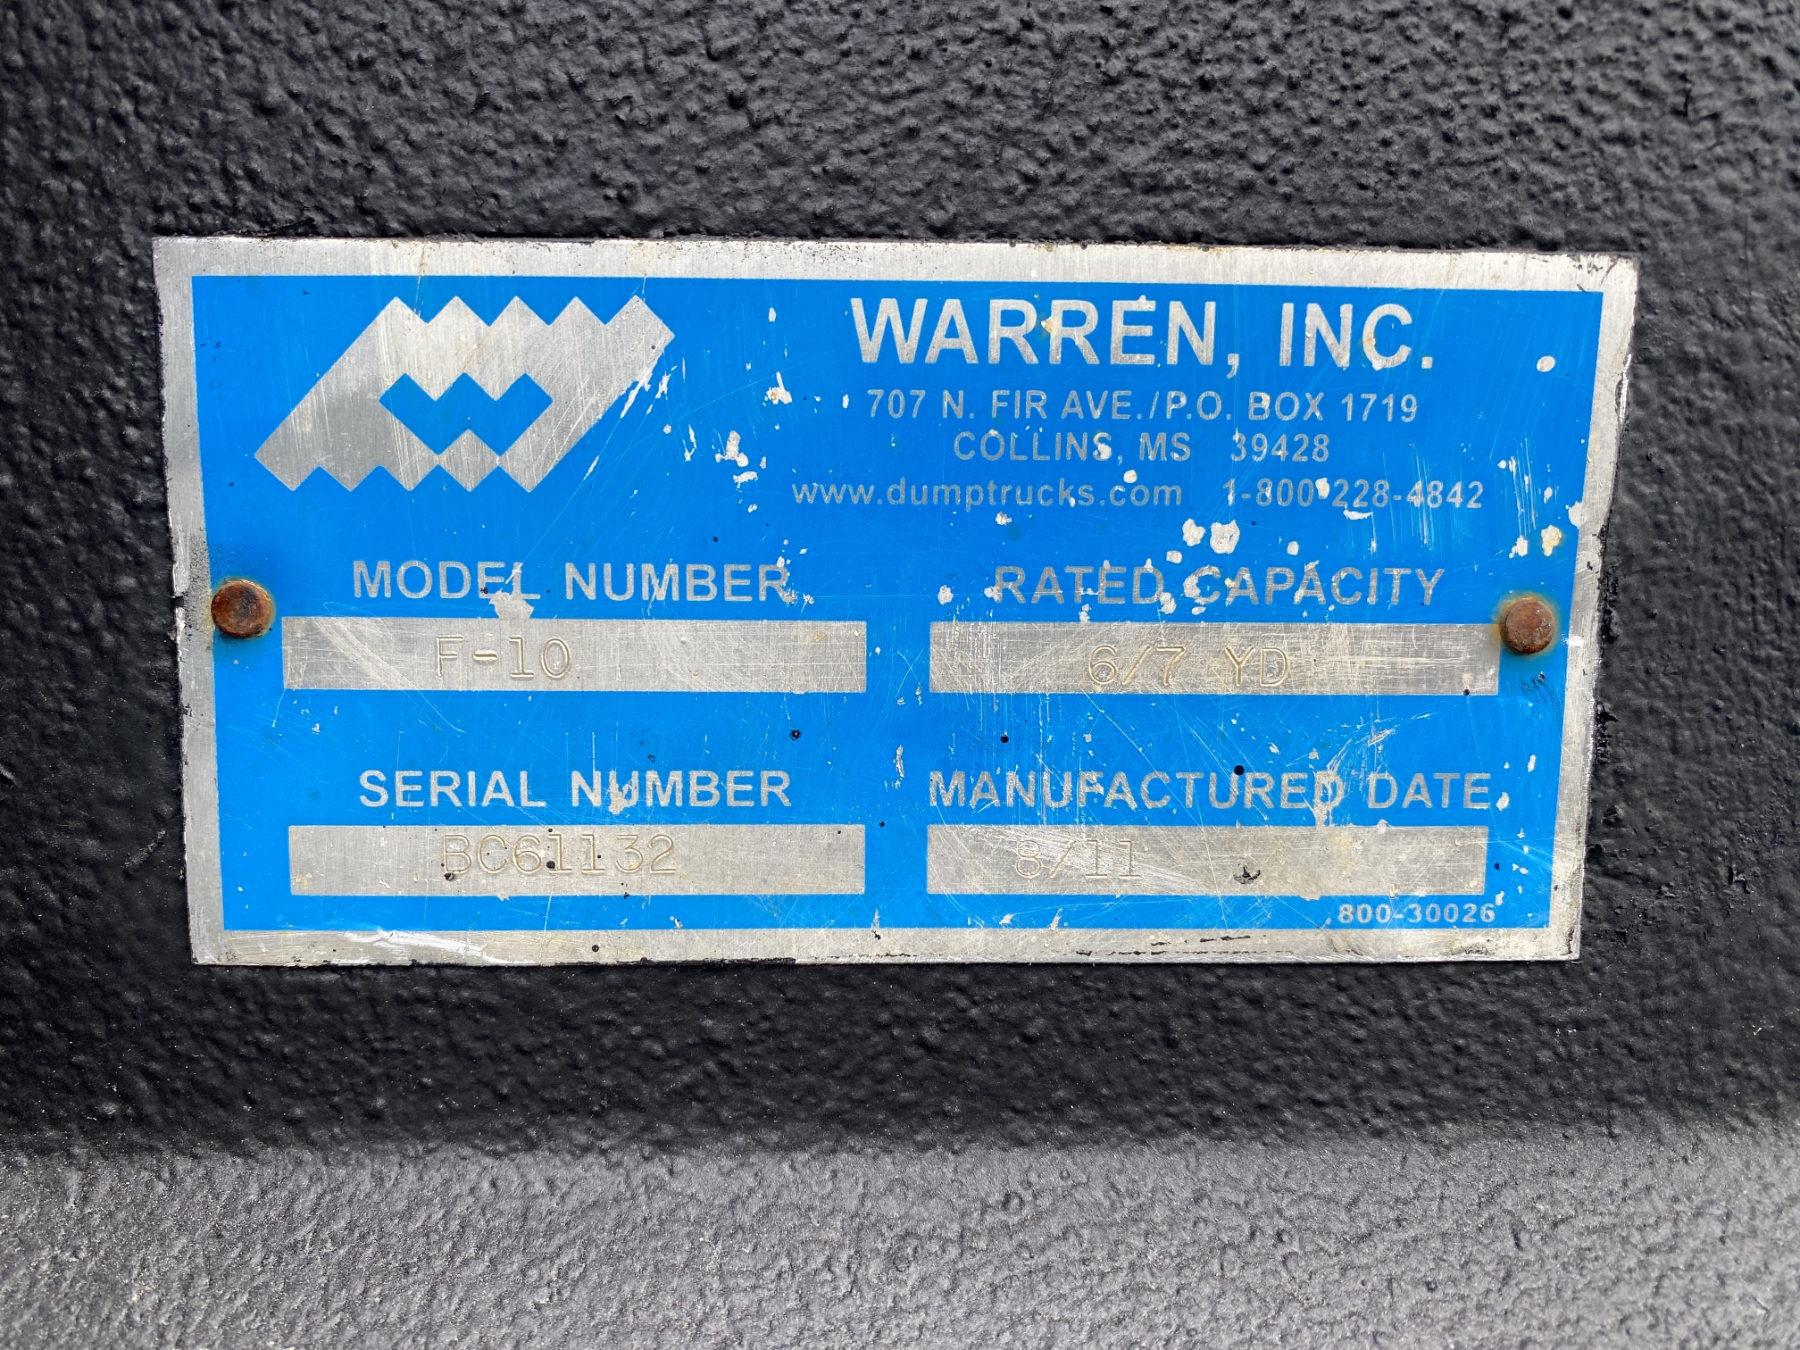 WARREN, INC.
707 N. FIR AVE./P.O. BOX 1719
COLLINS, MS 39428
www.dumptrucks.com 1-800-228-4842
MODEL NUMBER RATED CAPACITY
F-10 6/7 YD
SERIAL NUMBER MANUFACTURED DATE
BC61132 8/11
800-30026